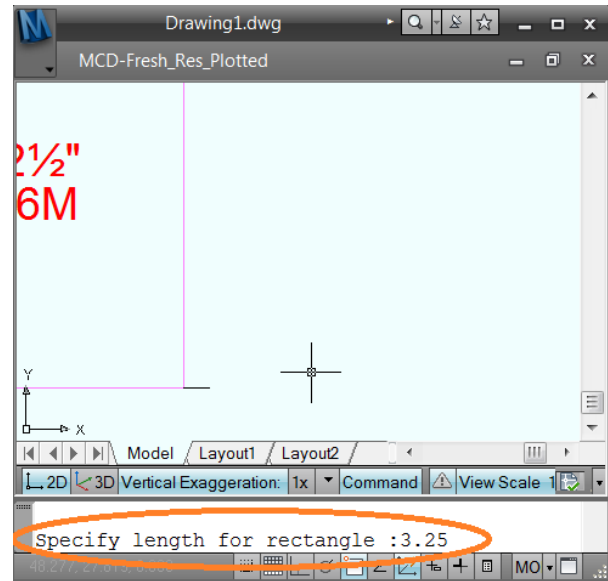 Drawing1.dwg
MCD-Fresh_Res_Plotted
2½"
6M
Y
X
Model Layout1 Layout2
2D 3D Vertical Exaggeration: 1x Command View Scale 1
Specify length for rectangle :3.25
MO